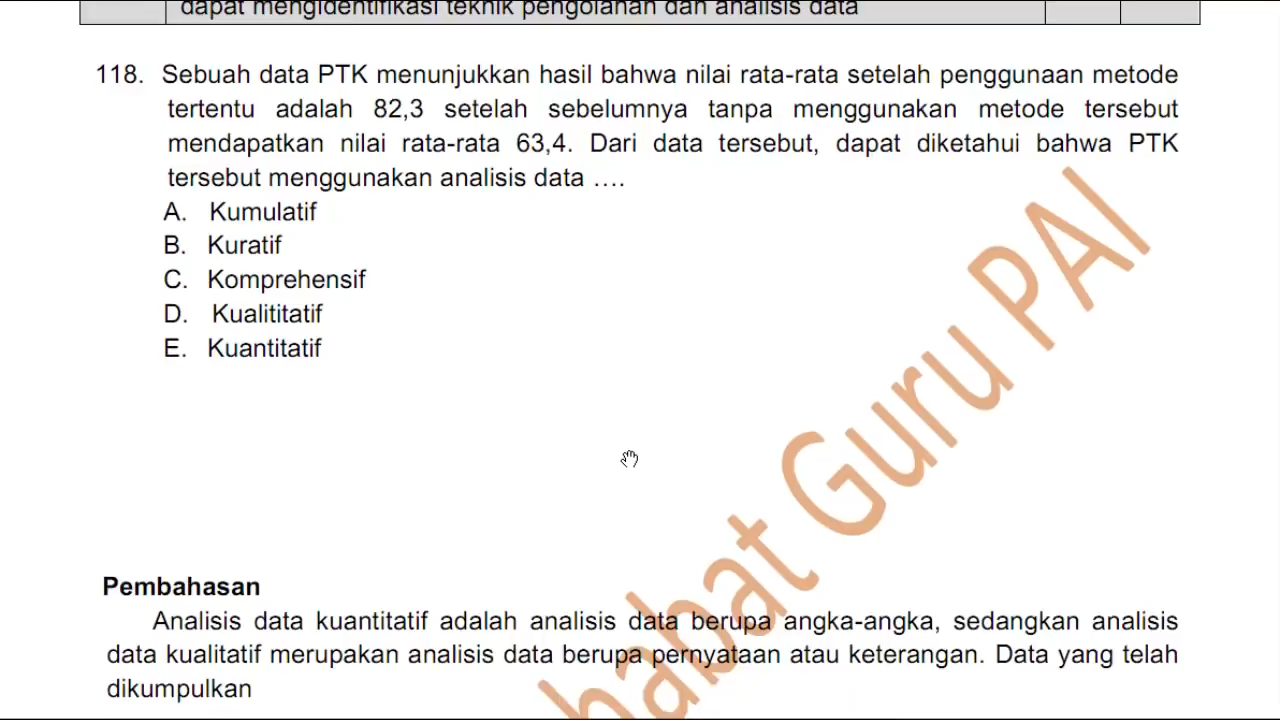 dapat mengidentifikasi teknik pengolahan dan analisis data
118. Sebuah data PTK menunjukkan hasil bahwa nilai rata-rata setelah penggunaan metode
tertentu adalah 82,3 setelah sebelumnya tanpa menggunakan metode tersebut
mendapatkan nilai rata-rata 63,4. Dari data tersebut, dapat diketahui bahwa PTK
tersebut menggunakan analisis data ....
A. Kumulatif
B. Kuratif
C. Komprehensif
D. Kualititatif
E. Kuantitatif
Pembahasan
Analisis data kuantitatif adalah analisis data berupa angka-angka, sedangkan analisis
data kualitatif merupakan analisis data berupa pernyataan atau keterangan. Data yang telah
dikumpulkan
habat Guru PAI